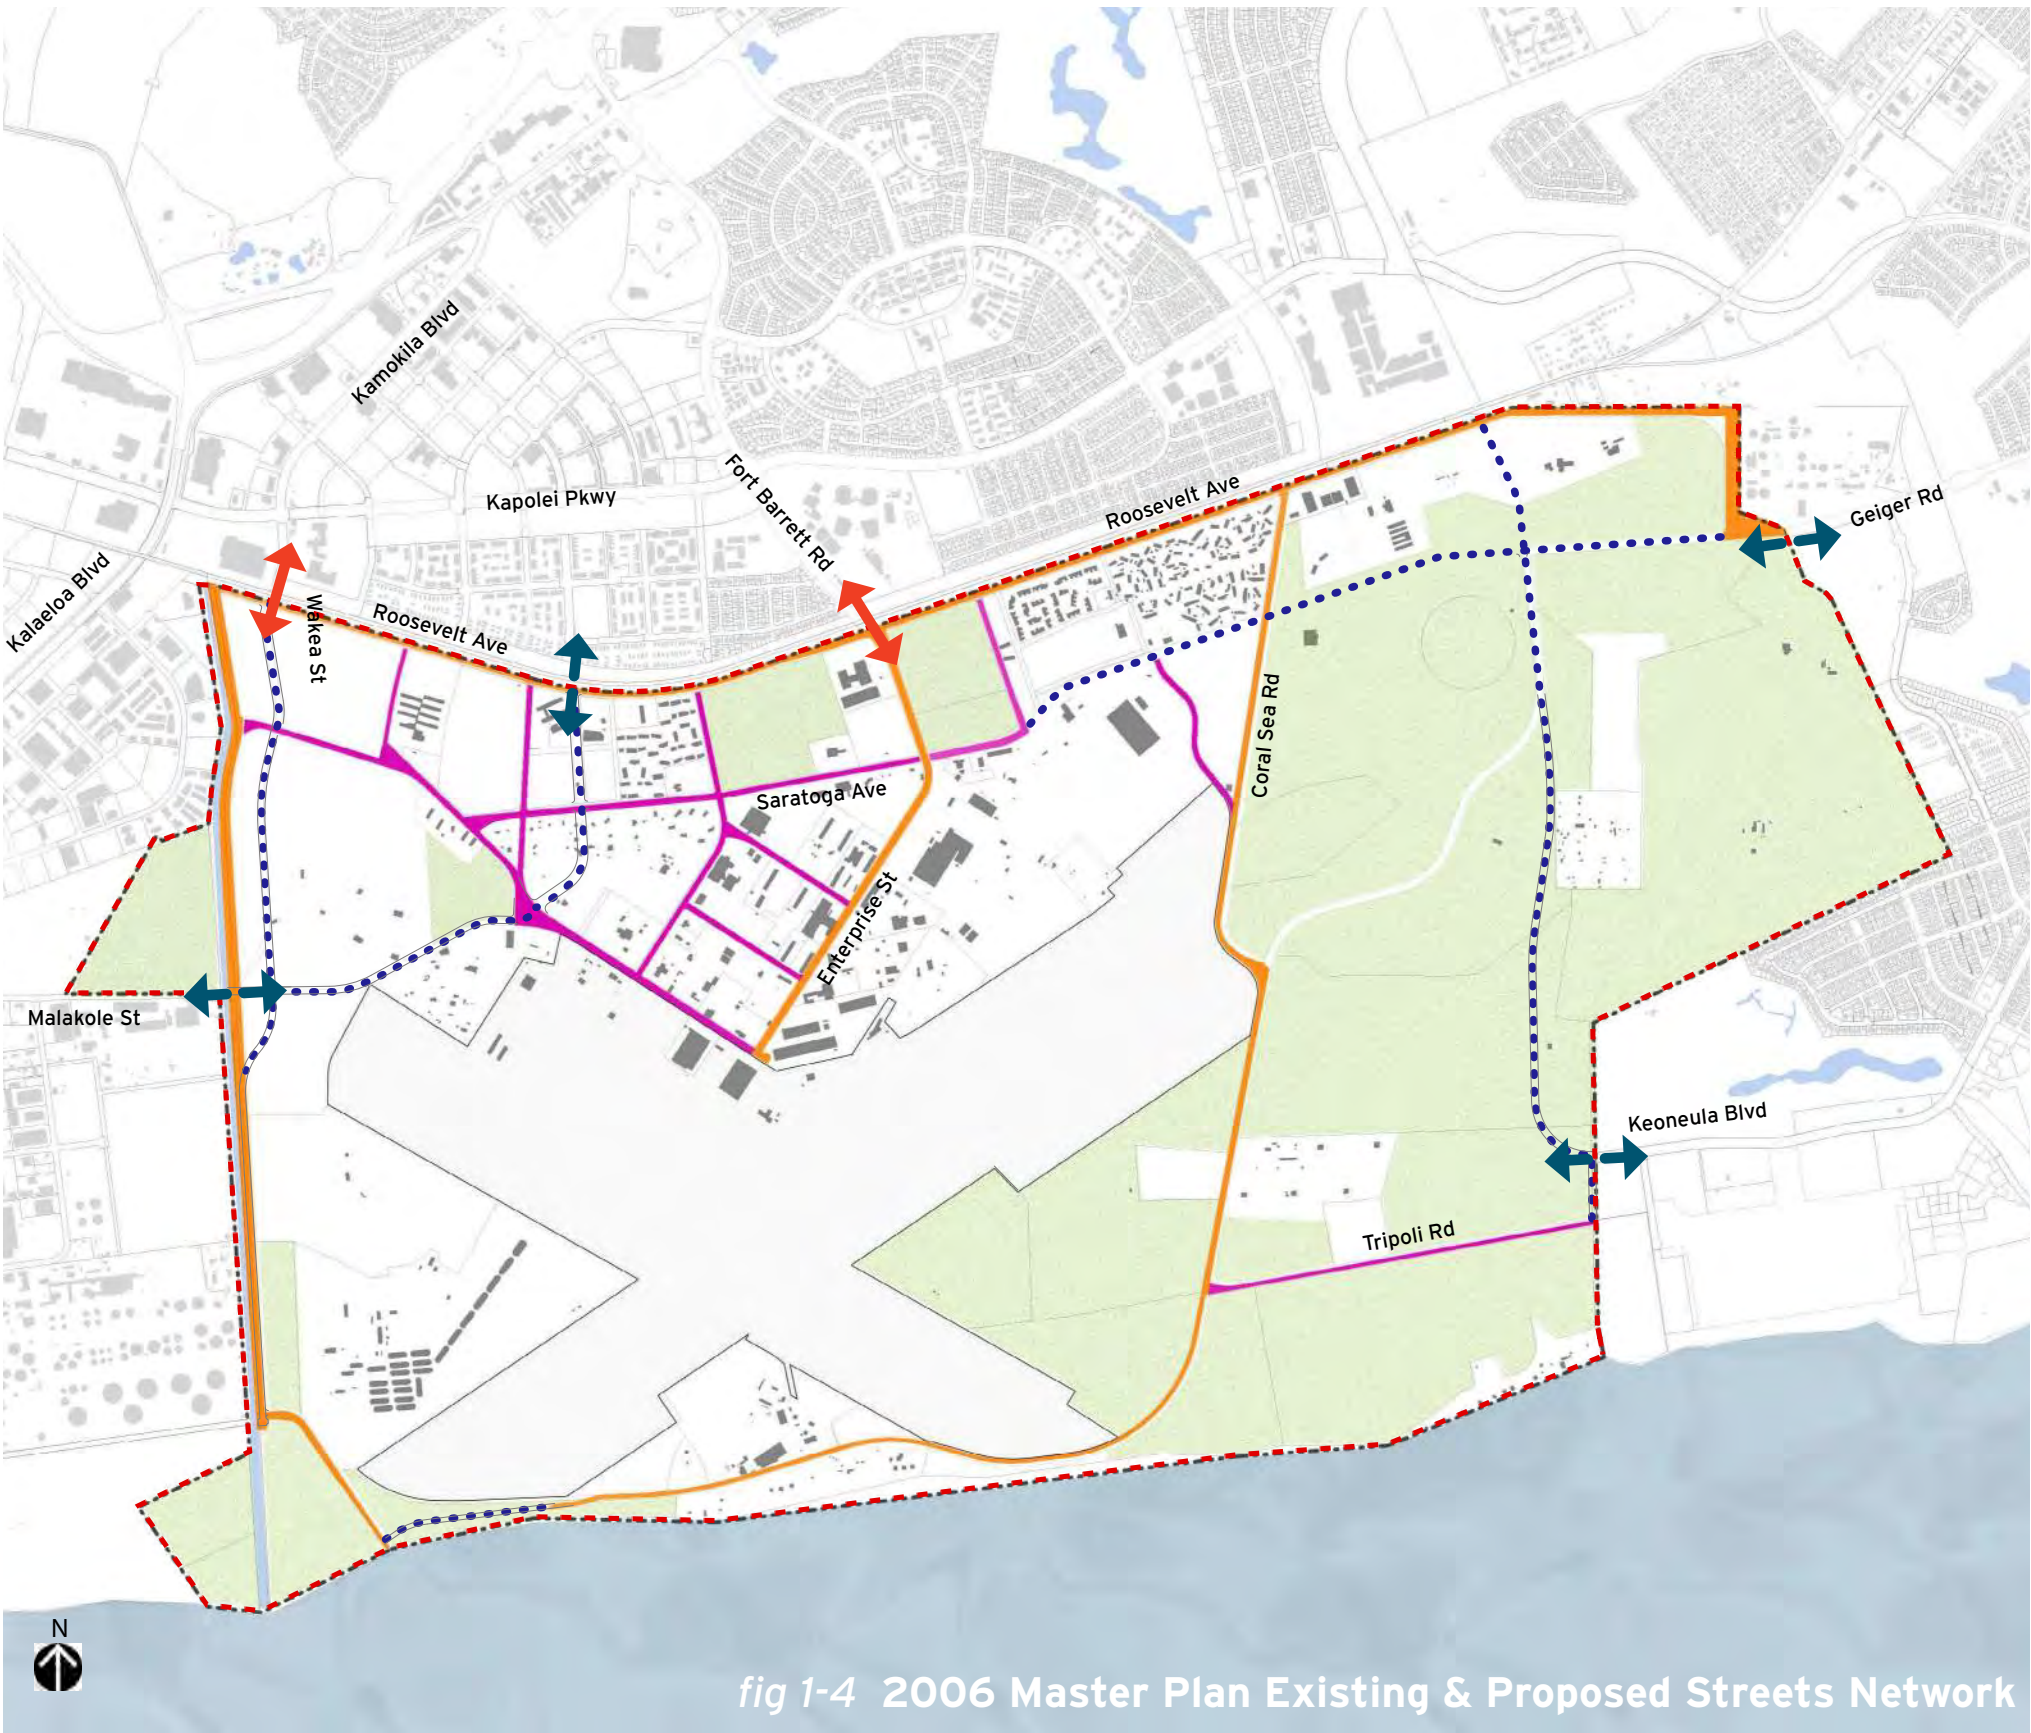 Kamokila Blvd
Kapolei Pkwy
Fort Barrett Rd
Roosevelt Ave
Geiger Rd
Kalaeloa Blvd
Wakea St
Roosevelt Ave
Coral Sea Rd
Saratoga Ave
Enterprise St
Malakole St
Keoneula Blvd
Tripoli Rd
N
fig 1-4 2006 Master Plan Existing & Proposed Streets Network